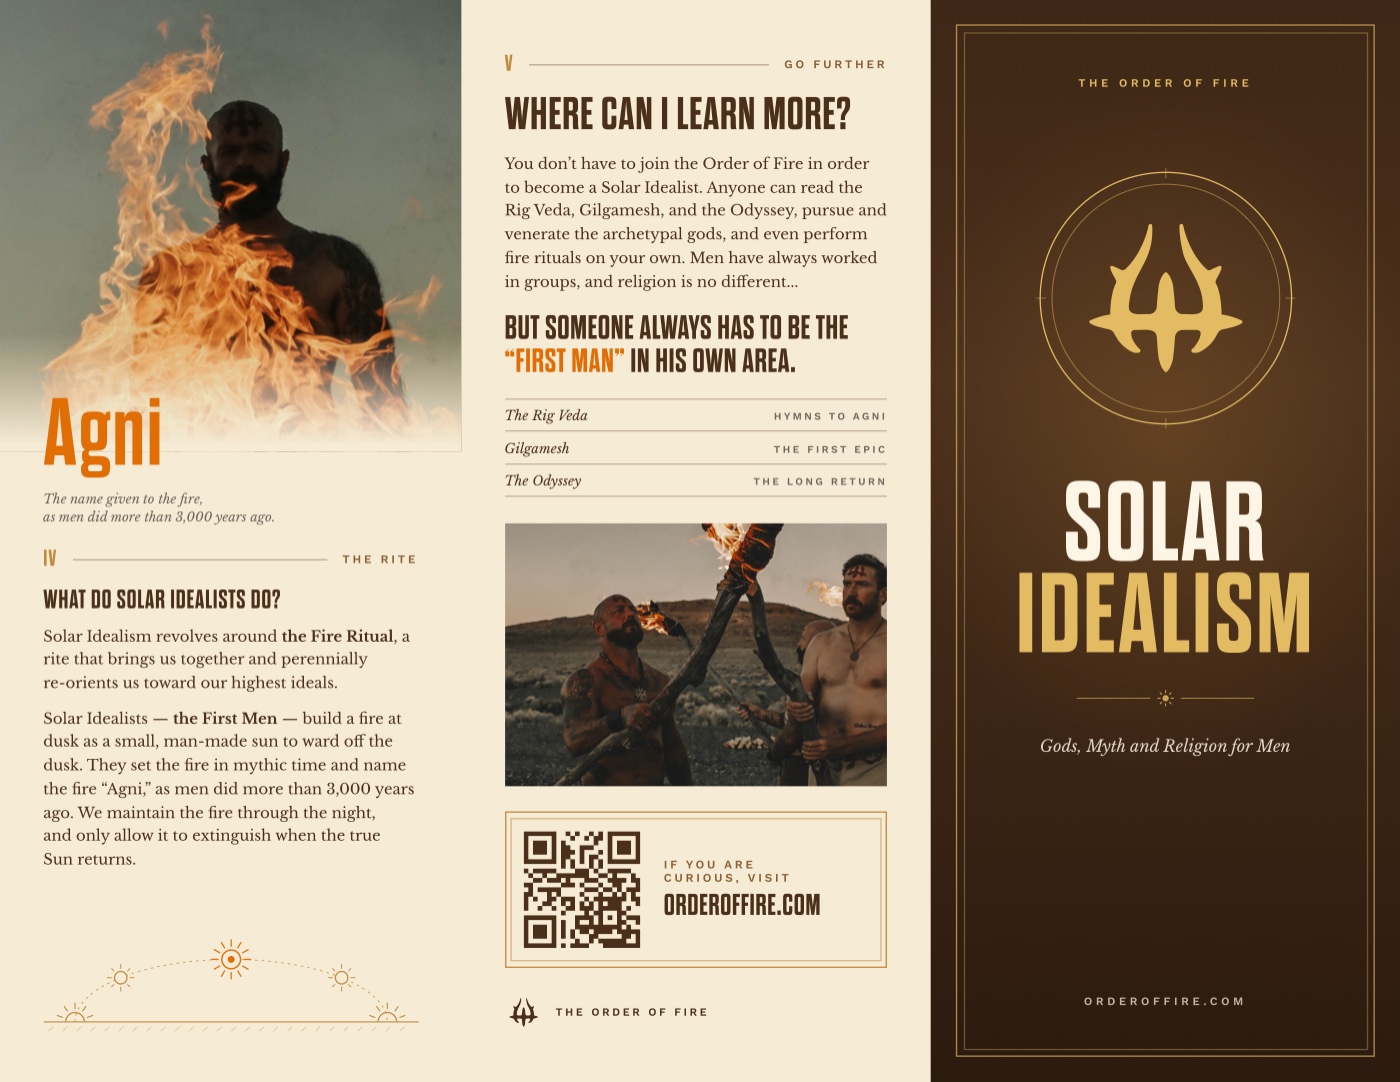 Agni
The name given to the fire,
as men did more than 3,000 years ago.
IV THE RITE
WHAT DO SOLAR IDEALISTS DO?
Solar Idealism revolves around the Fire Ritual, a
rite that brings us together and perennially
re-orients us toward our highest ideals.
Solar Idealists — the First Men — build a fire at
dusk as a small, man-made sun to ward off the
dusk. They set the fire in mythic time and name
the fire “Agni,” as men did more than 3,000 years
ago. We maintain the fire through the night,
and only allow it to extinguish when the true
Sun returns.
V GO FURTHER
WHERE CAN I LEARN MORE?
You don’t have to join the Order of Fire in order
to become a Solar Idealist. Anyone can read the
Rig Veda, Gilgamesh, and the Odyssey, pursue and
venerate the archetypal gods, and even perform
fire rituals on your own. Men have always worked
in groups, and religion is no different...
BUT SOMEONE ALWAYS HAS TO BE THE
“FIRST MAN” IN HIS OWN AREA.
The Rig Veda HYMNS TO AGNI
Gilgamesh THE FIRST EPIC
The Odyssey THE LONG RETURN
IF YOU ARE
CURIOUS, VISIT
ORDEROFFIRE.COM
THE ORDER OF FIRE
THE ORDER OF FIRE
SOLAR
IDEALISM
Gods, Myth and Religion for Men
ORDEROFFIRE.COM